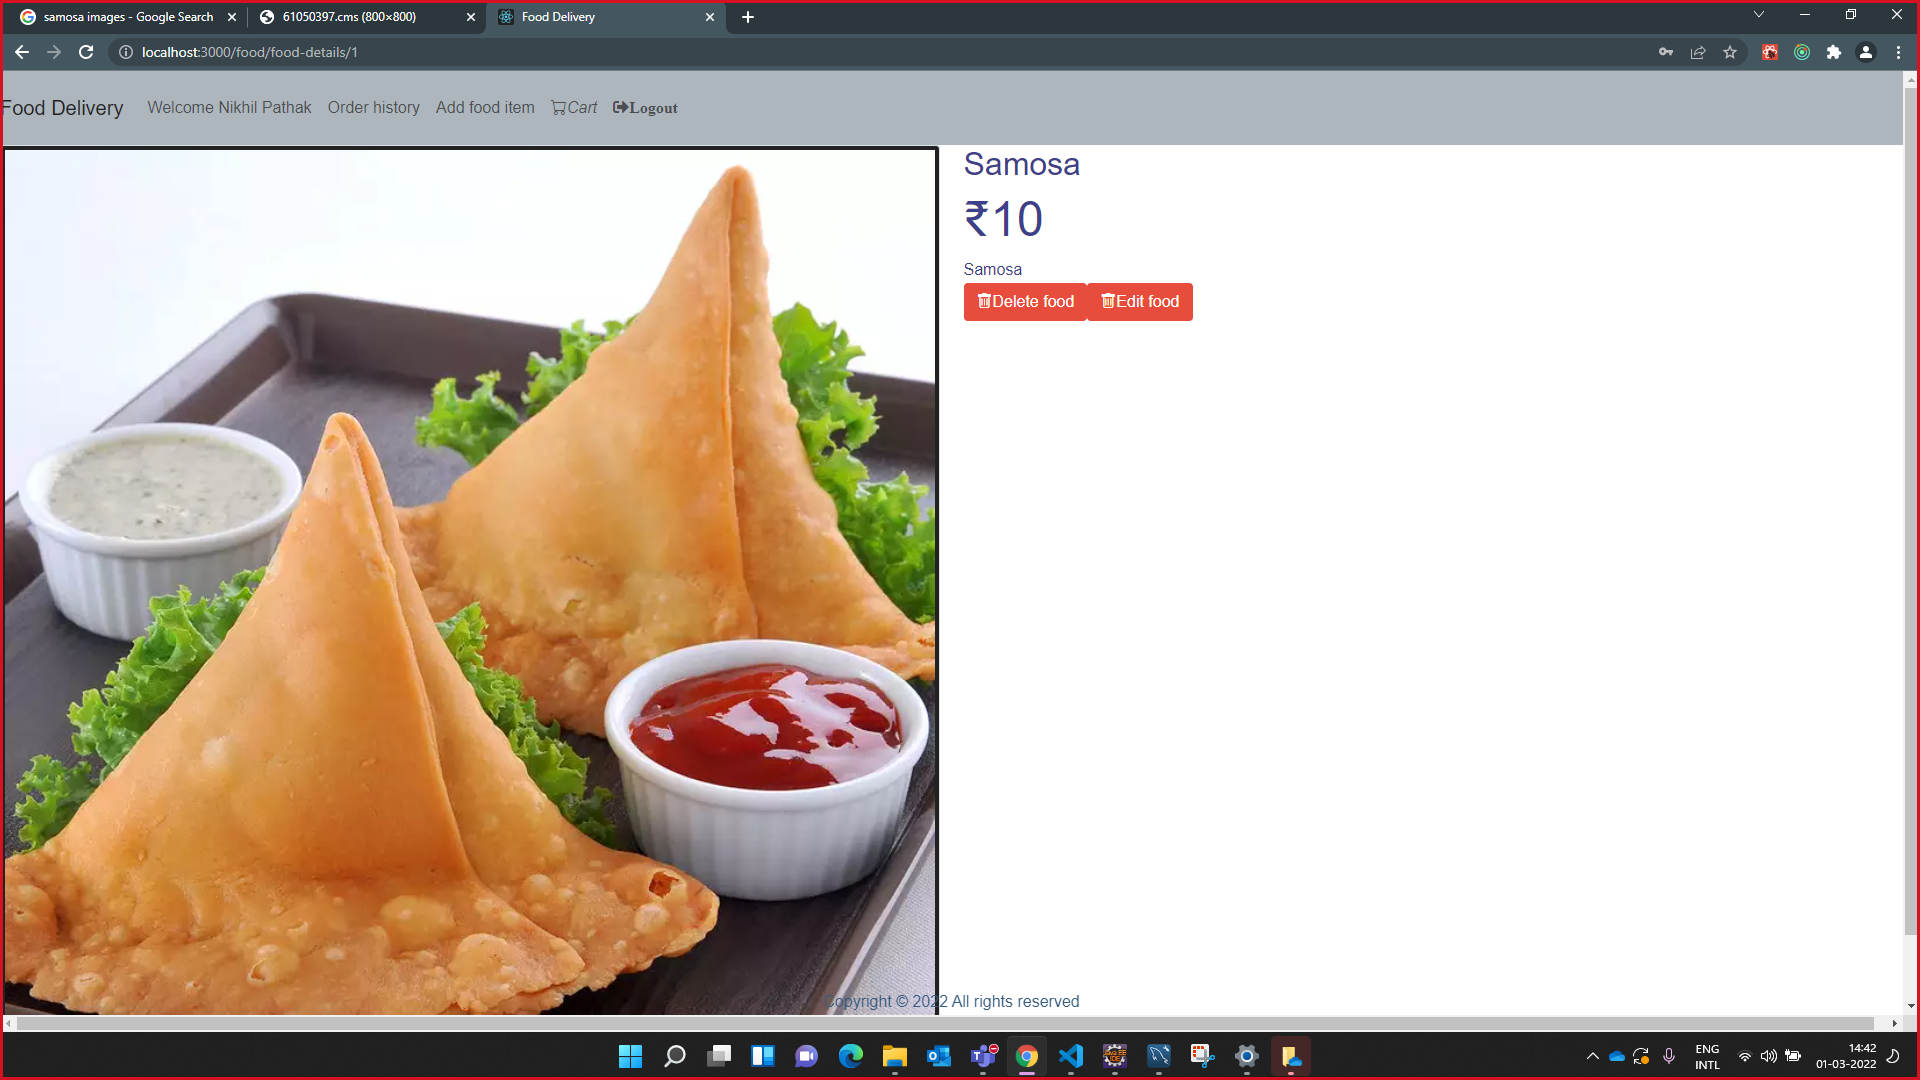 samosa images - Google Search
61050397.cms (800×800)
Food Delivery
localhost:3000/food/food-details/1
Food Delivery
Welcome Nikhil Pathak
Order history
Add food item
Cart
Logout
Samosa
₹10
Samosa
Delete food
Edit food
Copyright © 2022 All rights reserved
ENG
INTL
14:42
01-03-2022